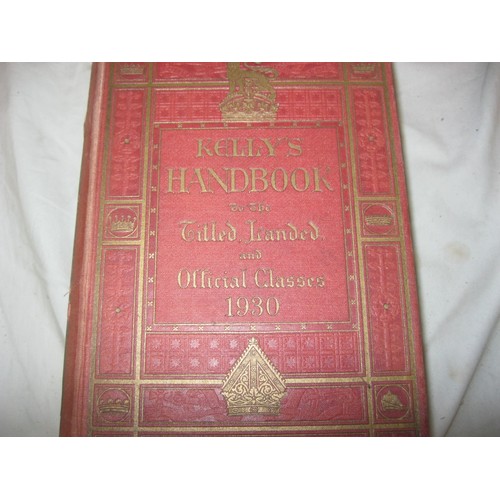 KELLY'S
HANDBOOK
To The
Titled, Landed,
and
Official Classes
1930